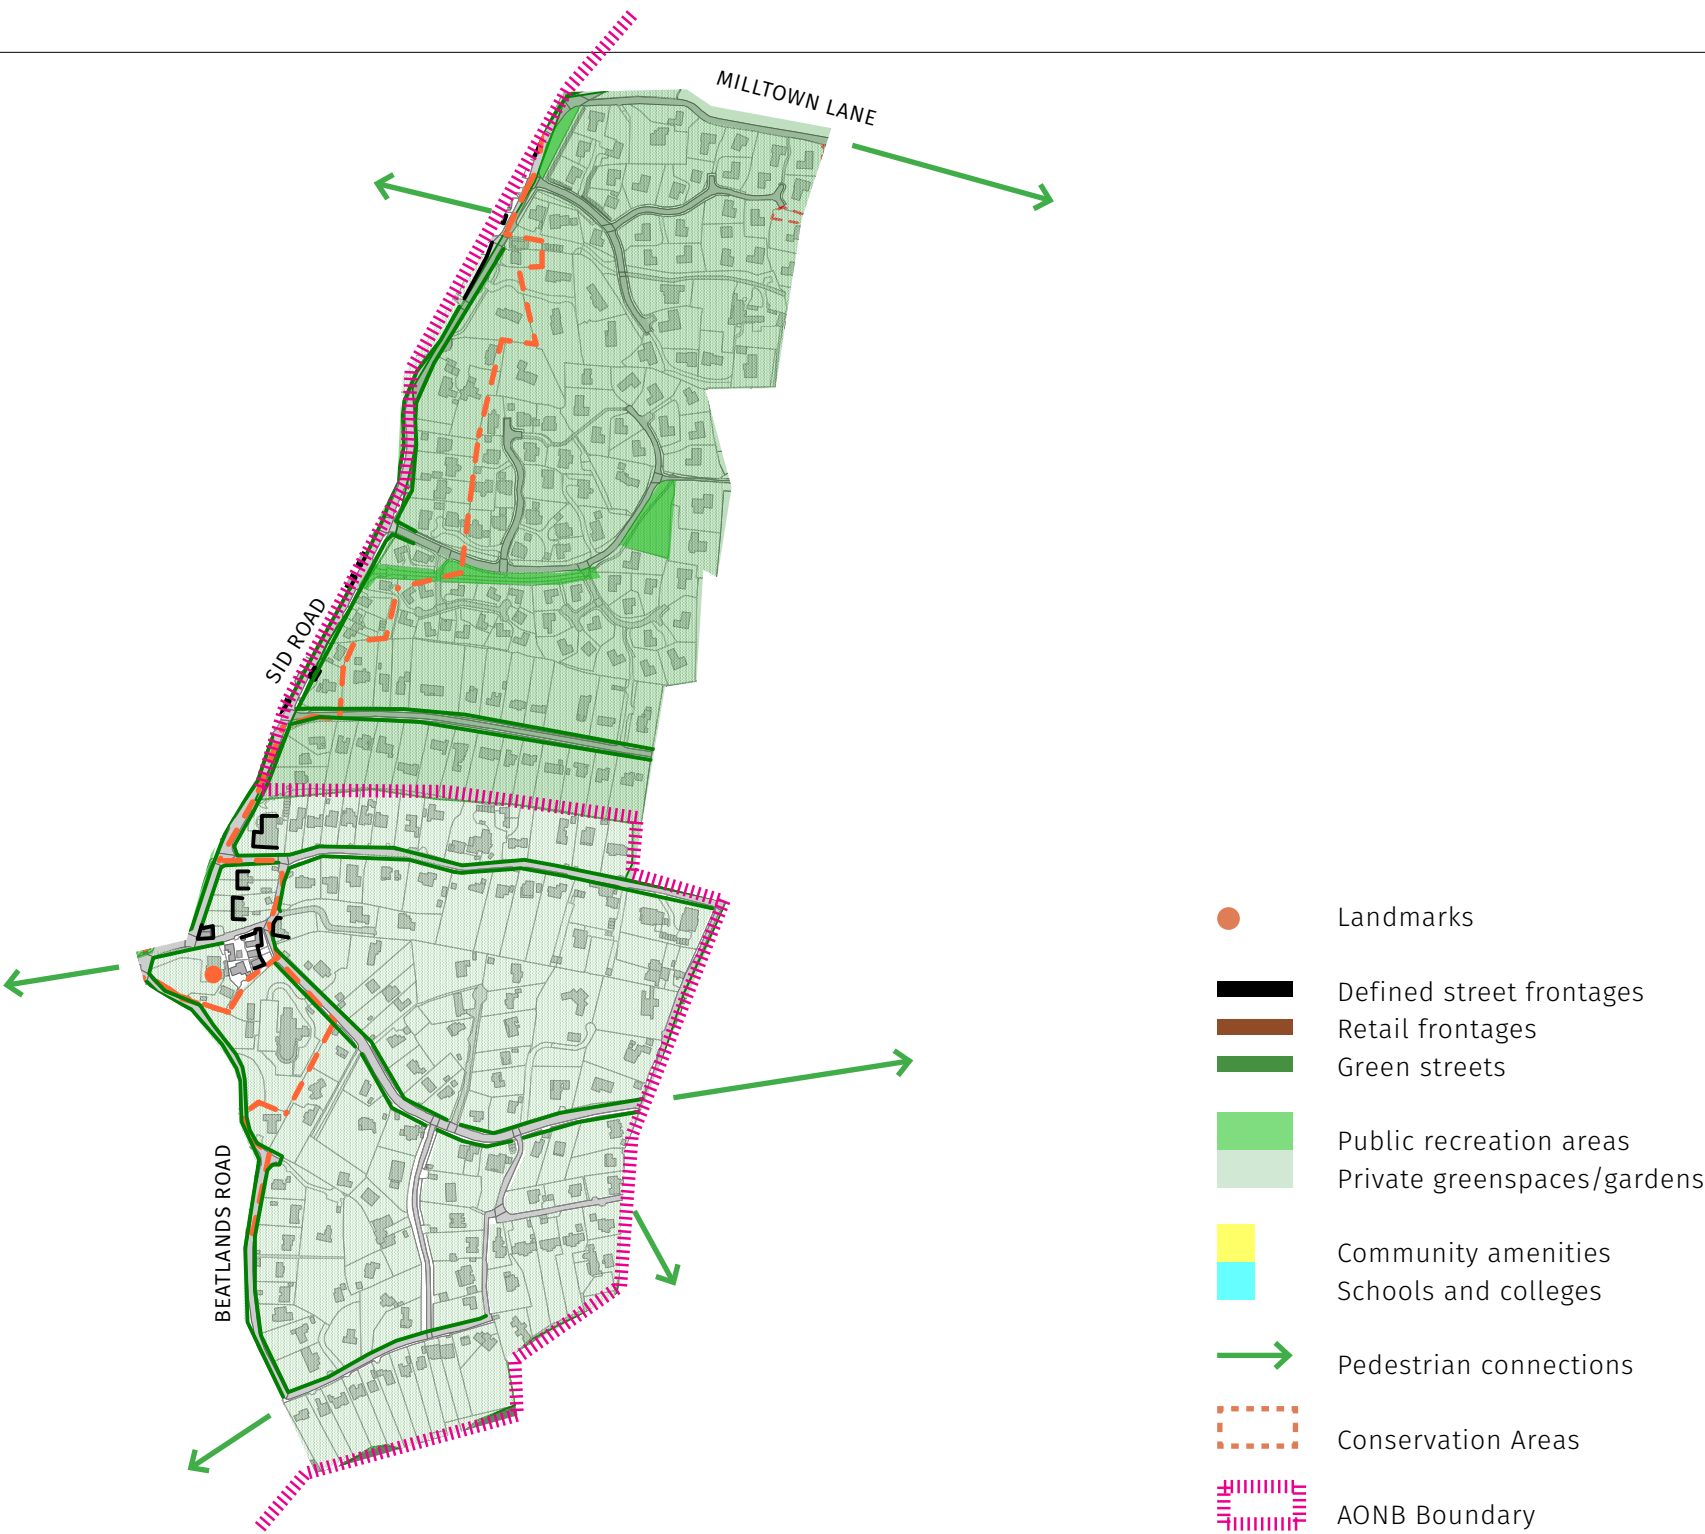 MILLTOWN LANE
SID ROAD
BEATLANDS ROAD
Landmarks
Defined street frontages
Retail frontages
Green streets
Public recreation areas
Private greenspaces/gardens
Community amenities
Schools and colleges
Pedestrian connections
Conservation Areas
AONB Boundary